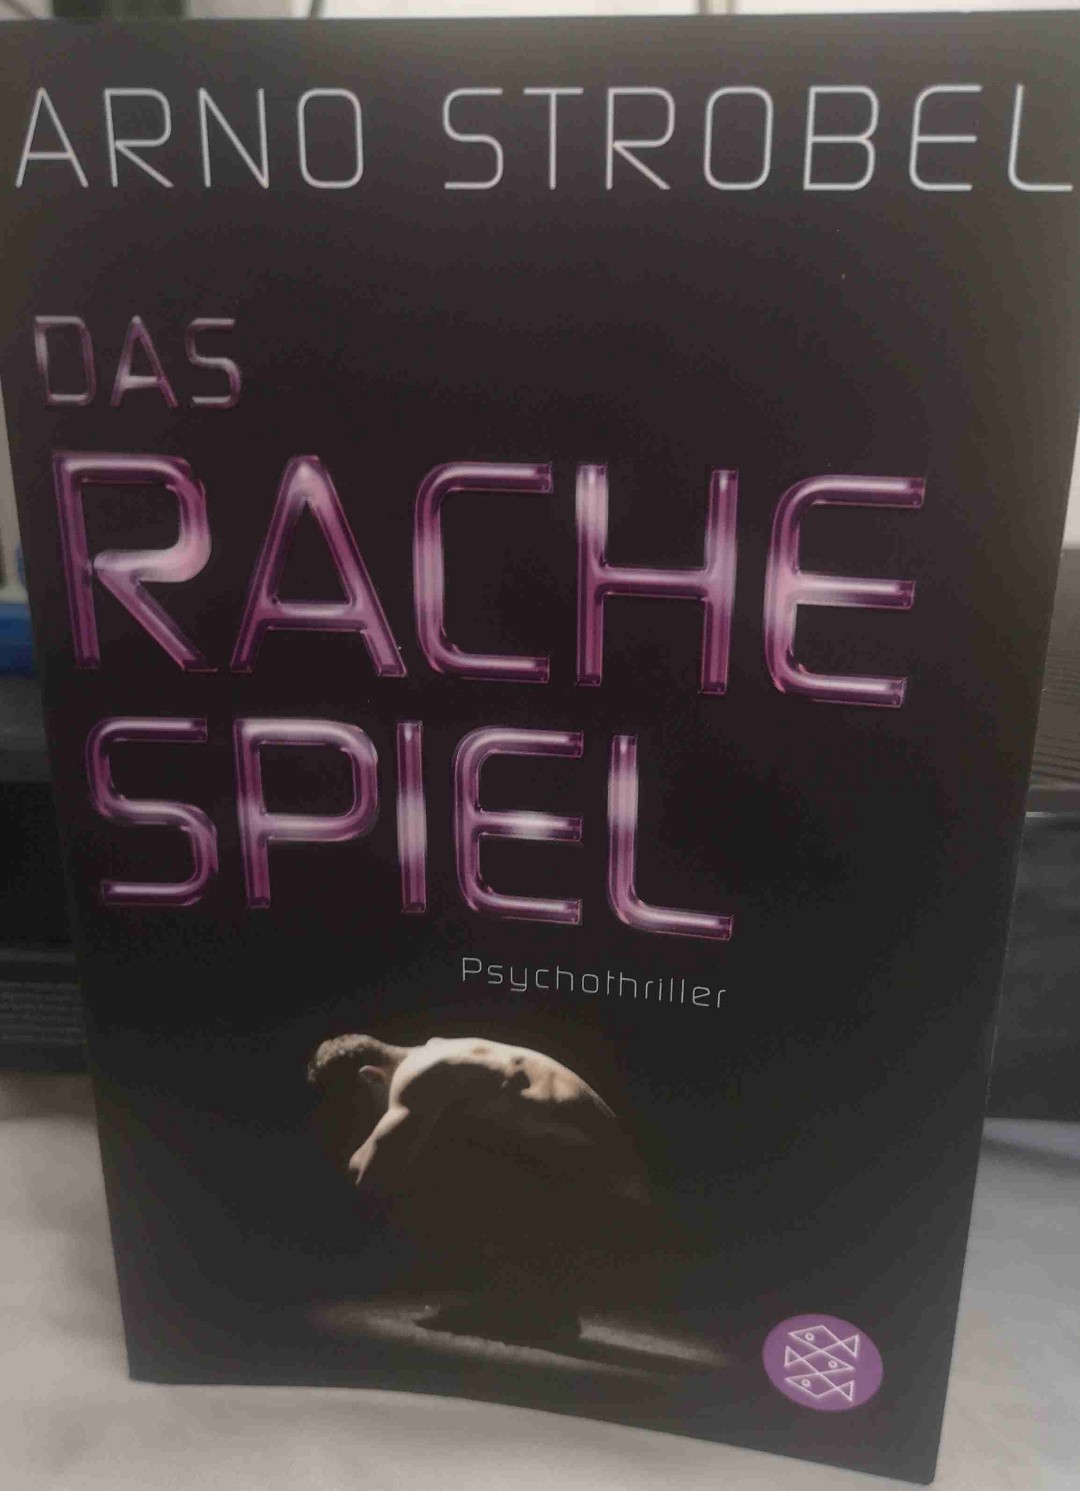 ARNO STROBEL
DAS
RACHE
SPIEL
Psychothriller